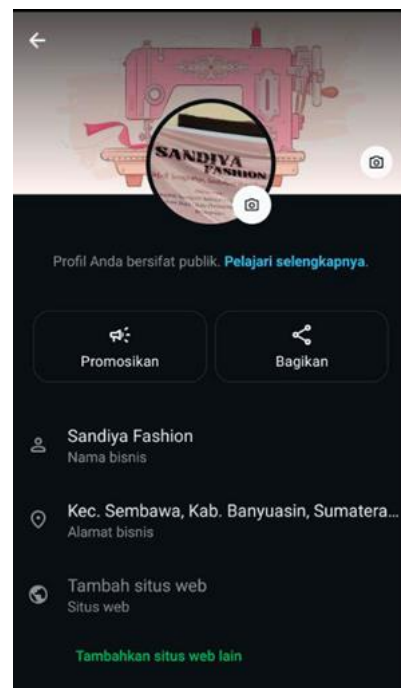 SANDIYA
FASHION
Profil Anda bersifat publik. Pelajari selengkapnya.
Promosikan
Bagikan
Sandiya Fashion
Nama bisnis
Kec. Sembawa, Kab. Banyuasin, Sumatera...
Alamat bisnis
Tambah situs web
Situs web
Tambahkan situs web lain